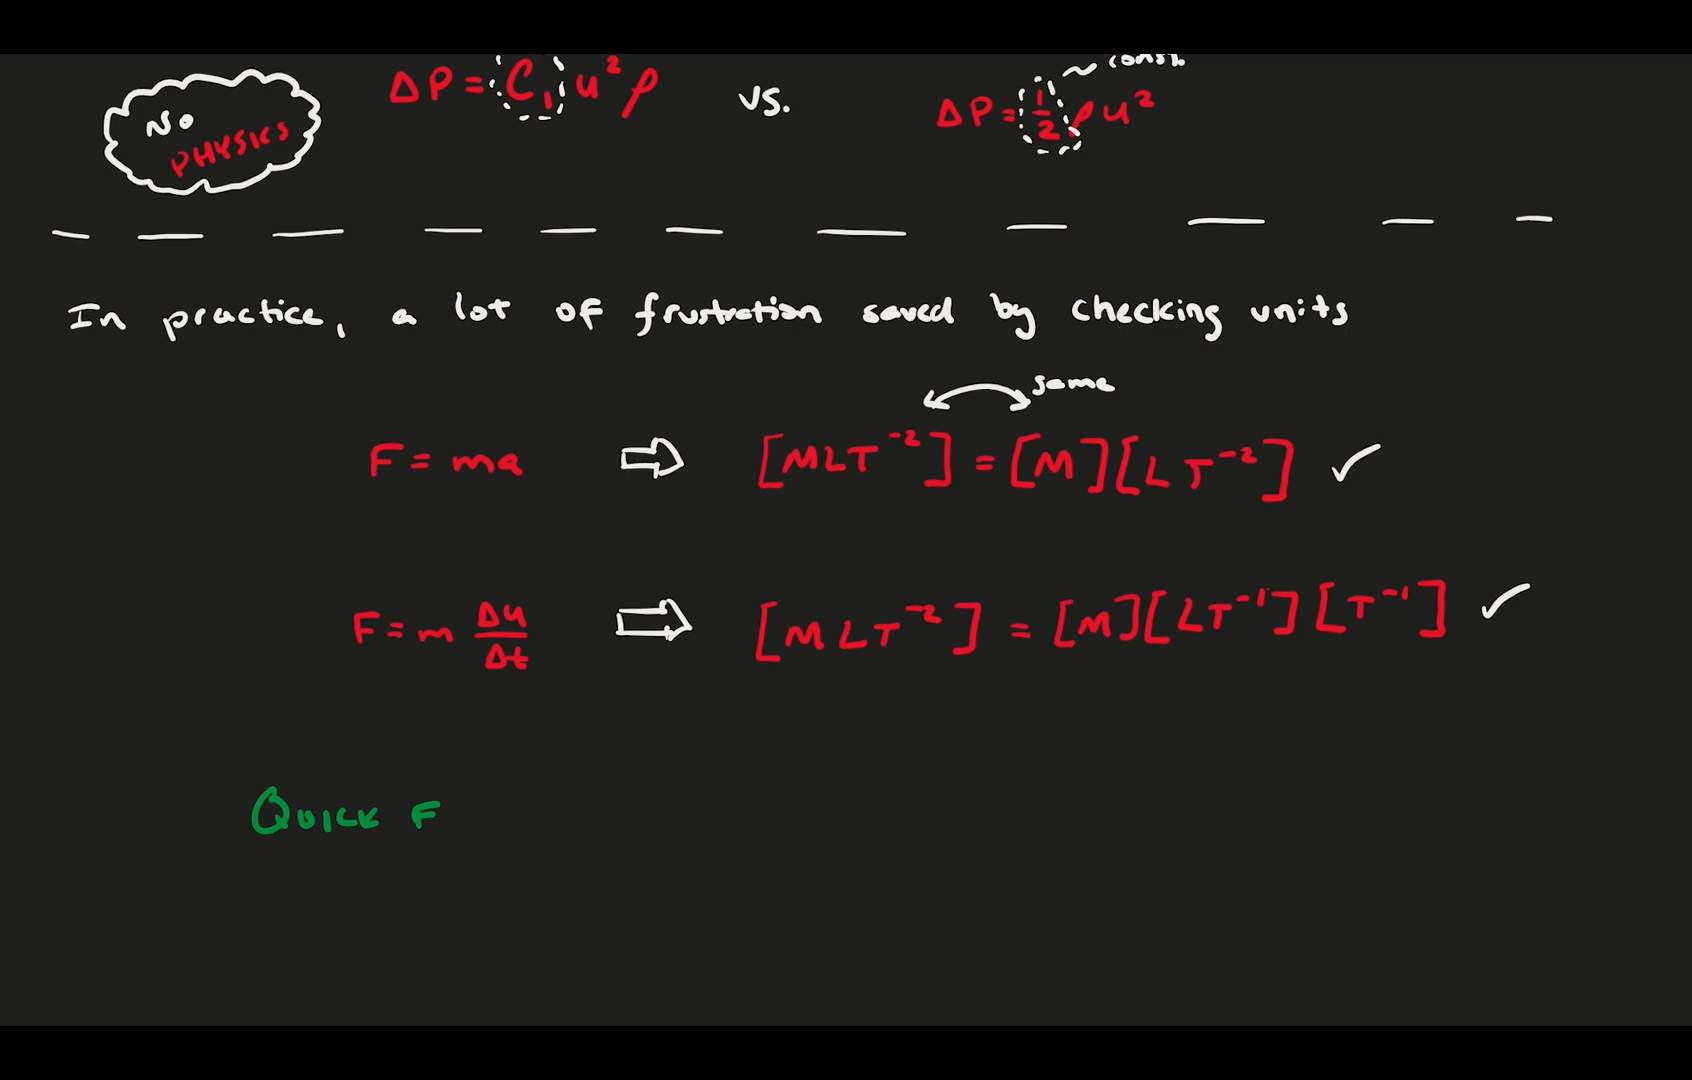 NO PHYSICS
ΔP = C₁ u² ρ vs. ΔP = 1/2 ρ u² ~ const.
In practice, a lot of frustration saved by checking units
same
F = ma ⇒ [MLT⁻²] = [M][LT⁻²] ✓
F = m Δu/Δt ⇒ [MLT⁻²] = [M][LT⁻¹][T⁻¹] ✓
QUICK F